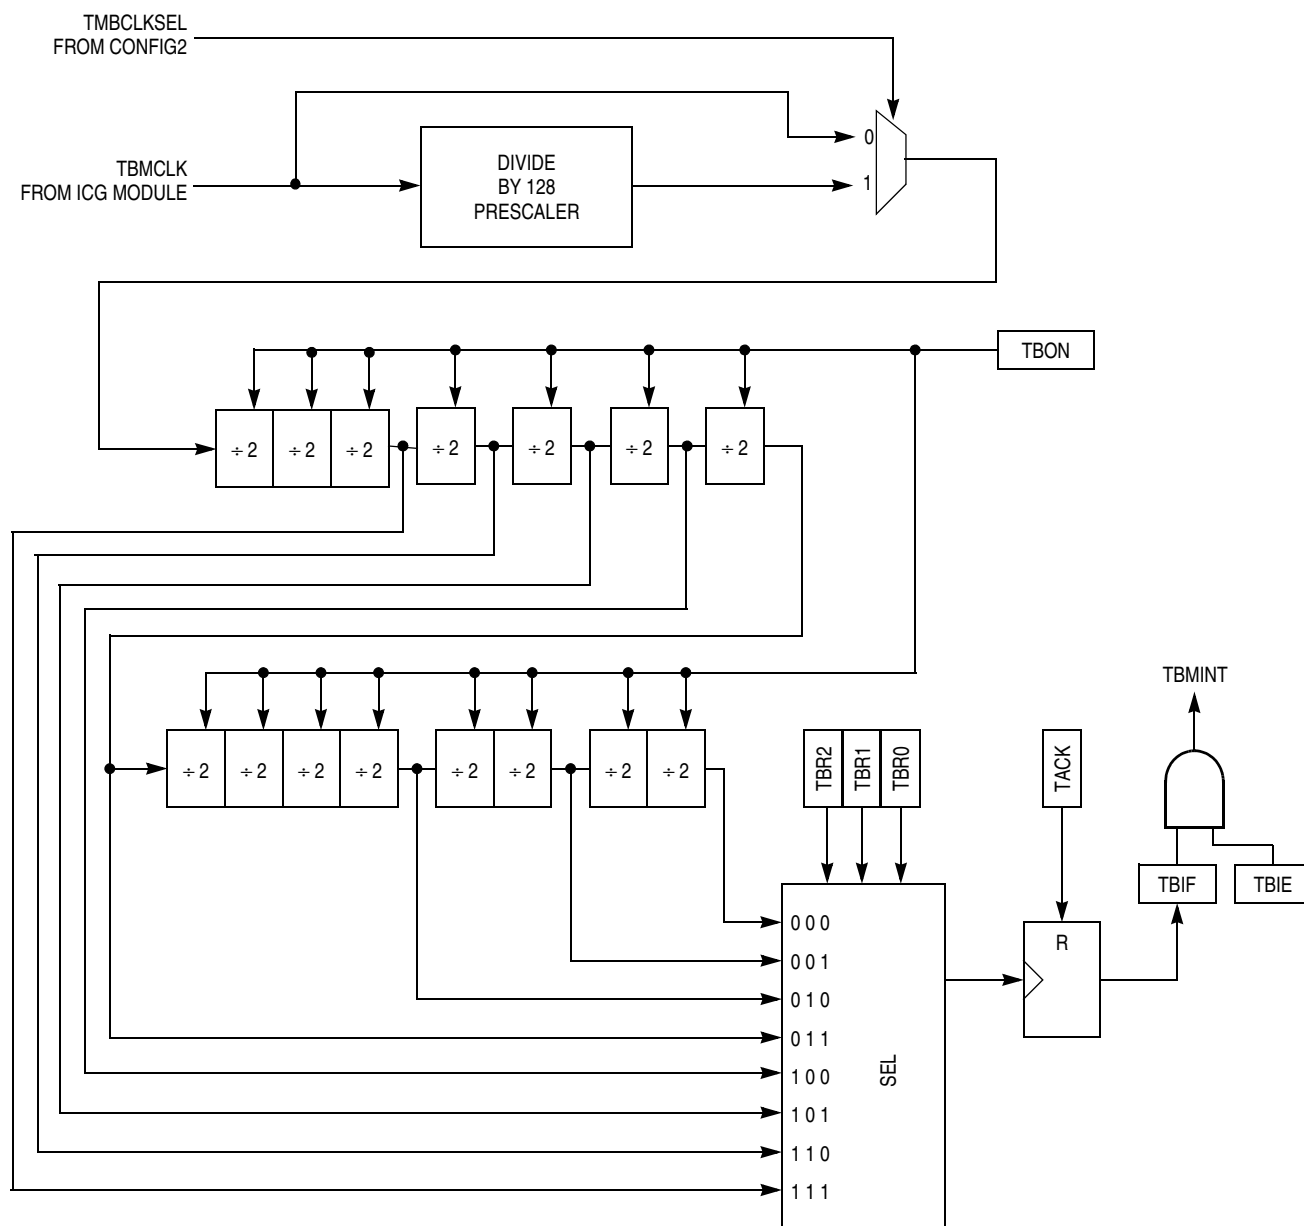 TMBCLKSEL
FROM CONFIG2
0
TBMCLK
FROM ICG MODULE
DIVIDE
BY 128
PRESCALER
1
TBON
÷ 2
÷ 2
÷ 2
÷ 2
÷ 2
÷ 2
÷ 2
TBMINT
÷ 2
÷ 2
÷ 2
÷ 2
÷ 2
÷ 2
÷ 2
÷ 2
TBR2
TBR1
TBR0
TACK
TBIF
TBIE
0 0 0
0 0 1
0 1 0
0 1 1
1 0 0
1 0 1
1 1 0
1 1 1
SEL
R